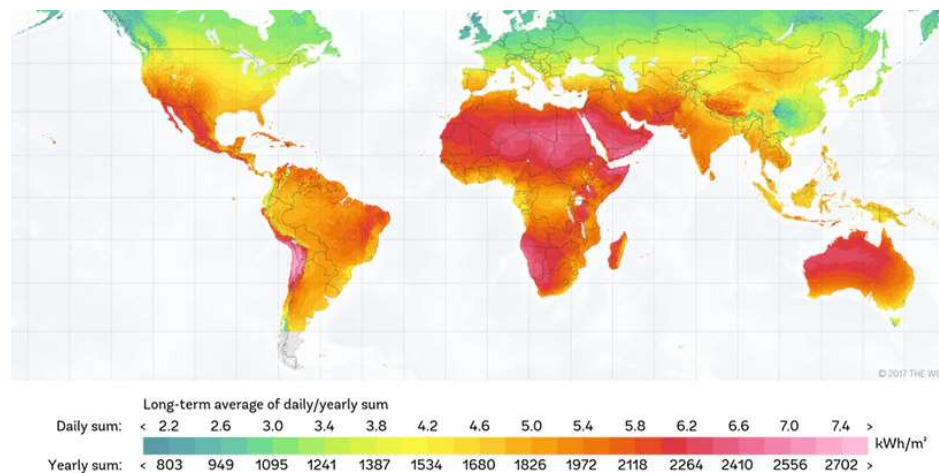 © 2017 THE WO
Long-term average of daily/yearly sum
Daily sum: < 2.2 2.6 3.0 3.4 3.8 4.2 4.6 5.0 5.4 5.8 6.2 6.6 7.0 7.4 >
kWh/m²
Yearly sum: < 803 949 1095 1241 1387 1534 1680 1826 1972 2118 2264 2410 2556 2703 >